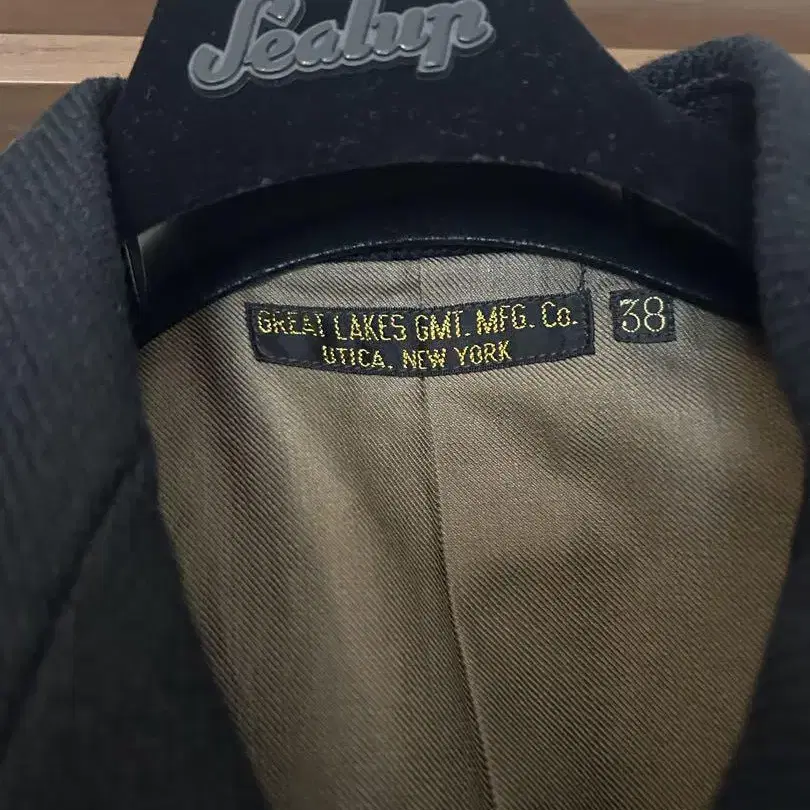 Sealup
GREAT LAKES GMT. MFG. Co.
UTICA, NEW YORK
38